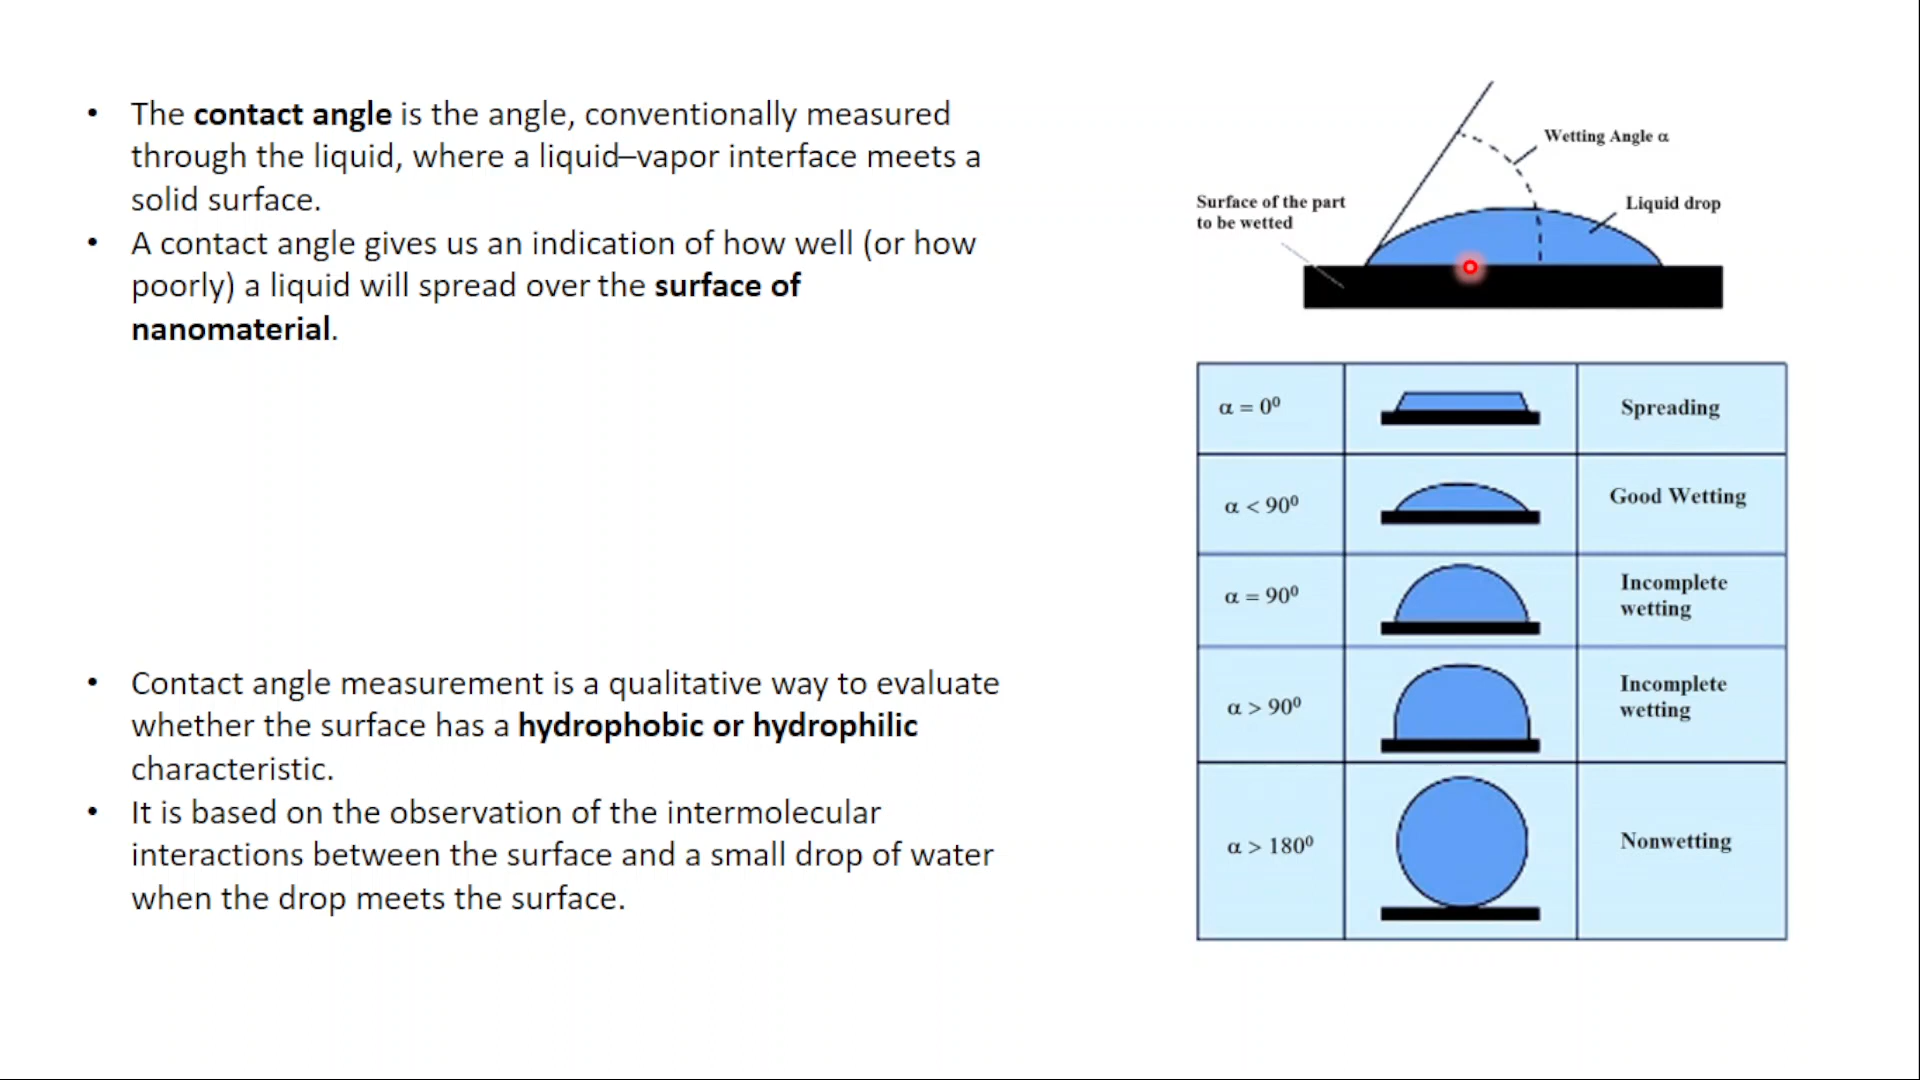 • The contact angle is the angle, conventionally measured
through the liquid, where a liquid–vapor interface meets a
solid surface.
• A contact angle gives us an indication of how well (or how
poorly) a liquid will spread over the surface of
nanomaterial.
• Contact angle measurement is a qualitative way to evaluate
whether the surface has a hydrophobic or hydrophilic
characteristic.
• It is based on the observation of the intermolecular
interactions between the surface and a small drop of water
when the drop meets the surface.
Wetting Angle α
Surface of the part
to be wetted
Liquid drop
α = 0⁰
Spreading
α < 90⁰
Good Wetting
α = 90⁰
Incomplete
wetting
α > 90⁰
Incomplete
wetting
α > 180⁰
Nonwetting